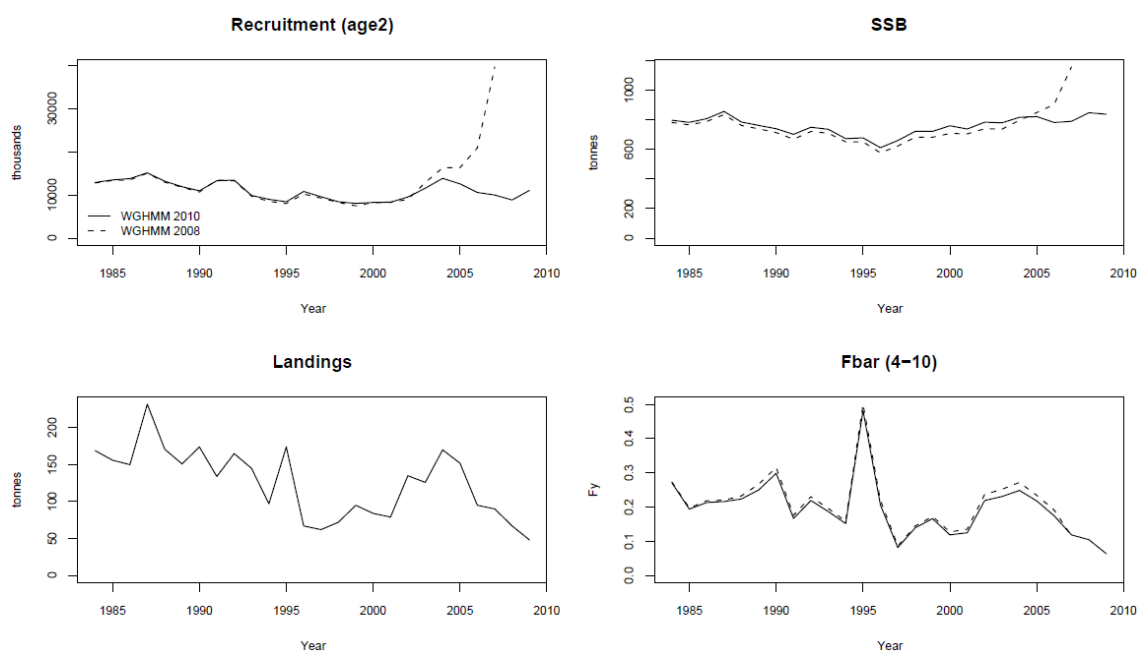 Recruitment (age2)
thousands
30000
10000
0
WGHMM 2010
WGHMM 2008
1985 1990 1995 2000 2005 2010
Year
SSB
tonnes
1000
600
200
0
1985 1990 1995 2000 2005 2010
Year
Landings
tonnes
200
150
100
50
0
1985 1990 1995 2000 2005 2010
Year
Fbar (4−10)
Fy
0.5
0.4
0.3
0.2
0.1
0.0
1985 1990 1995 2000 2005 2010
Year